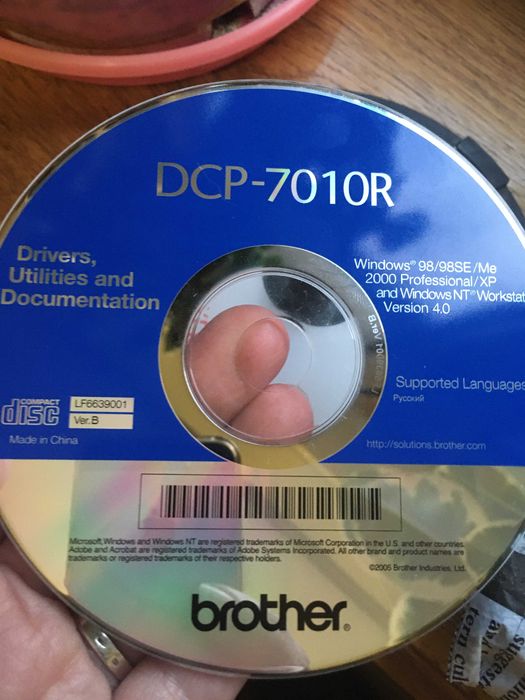 DCP-7010R
Drivers,
Utilities and
Documentation
Windows® 98/98SE/Me
2000 Professional/XP
and Windows NT®
Version 4.0
Supported Languages
Русский
COMPACT
disc
LF6639001
Ver.B
Made in China
http://solutions.brother.com
Microsoft, Windows and Windows NT are registered trademarks of Microsoft Corporation in the U.S. and other countries.
Adobe and Acrobat are registered trademarks of Adobe Systems Incorporated. All other brand and product names are
trademarks or registered trademarks of their respective holders.
©2005 Brother Industries, Ltd.
brother®